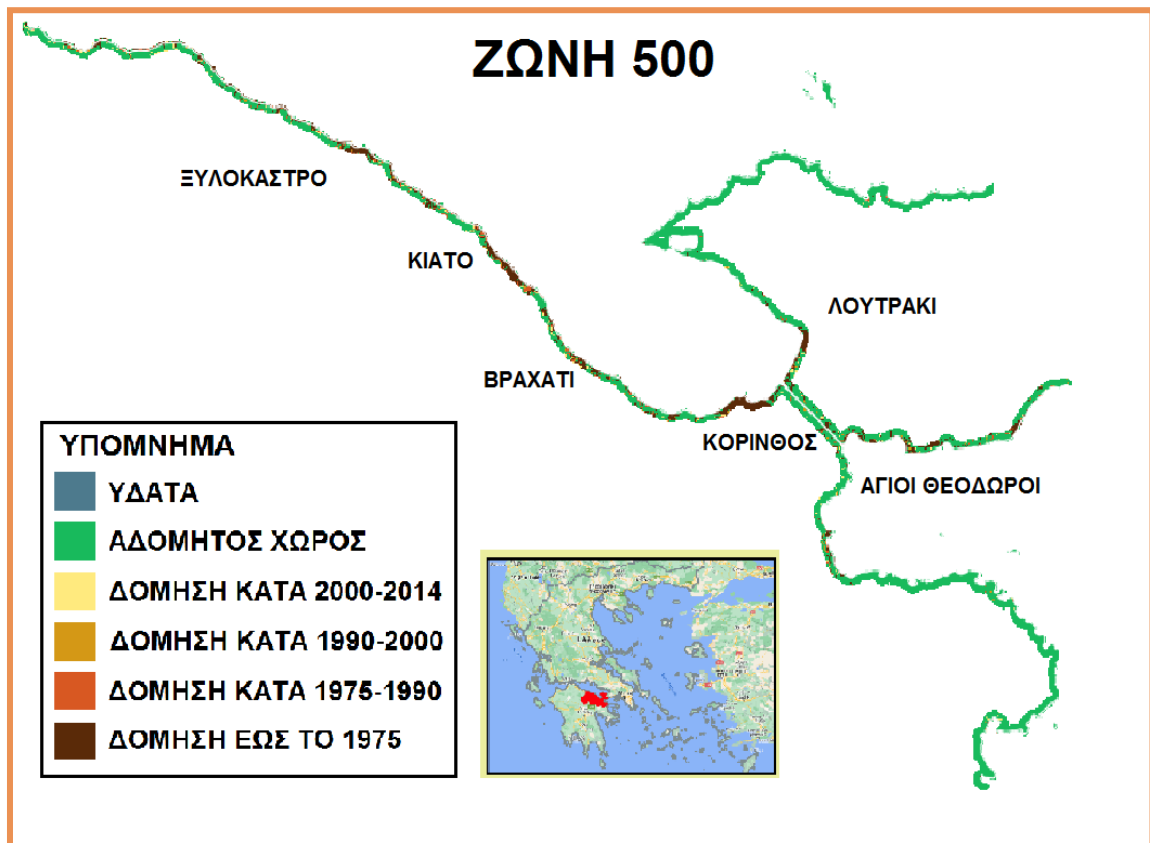 ΖΩΝΗ 500
ΞΥΛΟΚΑΣΤΡΟ
ΚΙΑΤΟ
ΛΟΥΤΡΑΚΙ
ΒΡΑΧΑΤΙ
ΚΟΡΙΝΘΟΣ
ΑΓΙΟΙ ΘΕΟΔΩΡΟΙ
ΥΠΟΜΝΗΜΑ
ΥΔΑΤΑ
ΑΔΟΜΗΤΟΣ ΧΩΡΟΣ
ΔΟΜΗΣΗ ΚΑΤΑ 2000-2014
ΔΟΜΗΣΗ ΚΑΤΑ 1990-2000
ΔΟΜΗΣΗ ΚΑΤΑ 1975-1990
ΔΟΜΗΣΗ ΕΩΣ ΤΟ 1975